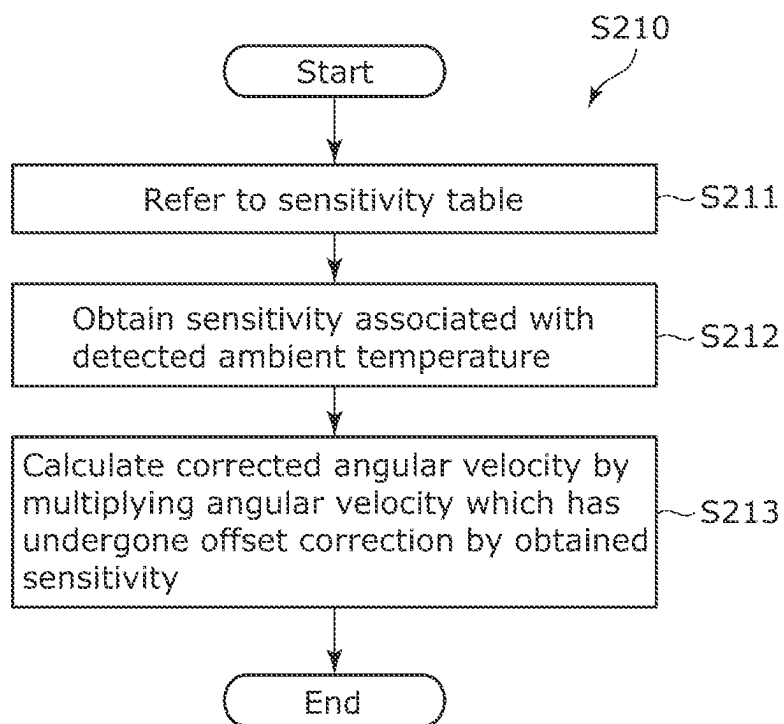 S210
Start
Refer to sensitivity table
S211
Obtain sensitivity associated with
detected ambient temperature
S212
Calculate corrected angular velocity by
multiplying angular velocity which has
undergone offset correction by obtained
sensitivity
S213
End